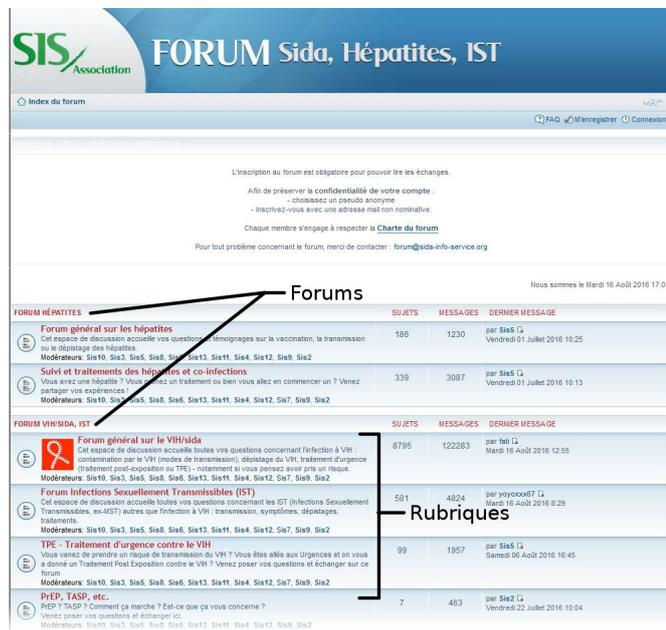 SIS Association
FORUM Sida, Hépatites, IST
Index du forum
FAQ M'enregistrer Connexion
L'inscription au forum est obligatoire pour pouvoir lire les échanges.
Afin de préserver la confidentialité de votre compte :
- choisissez un pseudo anonyme
- inscrivez-vous avec une adresse mail non nominative.
Chaque membre s'engage à respecter la Charte du forum
Pour tout problème concernant le forum, merci de contacter : forum@sida-info-service.org
Nous sommes le Mardi 16 Août 2016 17:0
Forums
FORUM HÉPATITES SUJETS MESSAGES DERNIER MESSAGE
Forum général sur les hépatites
Cet espace de discussion accueille vos questions et témoignages sur la vaccination, la transmission
ou le dépistage des hépatites.
Modérateurs: Sis10, Sis3, Sis5, Sis8, Sis6, Sis13, Sis11, Sis4, Sis12, Sis9, Sis2
186 1230 par Sis5
Vendredi 01 Juillet 2016 10:25
Suivi et traitements des hépatites et co-infections
Vous avez une hépatite ? Vous prenez un traitement ou bien vous allez en commencer un ? Venez
partager vos expériences !
Modérateurs: Sis10, Sis3, Sis5, Sis8, Sis6, Sis13, Sis11, Sis4, Sis12, Sis9, Sis2
339 3087 par Sis5
Vendredi 01 Juillet 2016 10:13
FORUM VIH/SIDA, IST SUJETS MESSAGES DERNIER MESSAGE
Forum général sur le VIH/sida
Cet espace de discussion accueille toutes vos questions concernant l'infection à VIH :
contamination par le VIH (modes de transmission), dépistage du VIH, traitement d'urgence
(traitement post-exposition ou TPE) - notamment si vous pensez avoir pris un risque.
Modérateurs: Sis10, Sis3, Sis5, Sis8, Sis6, Sis13, Sis11, Sis4, Sis12, Sis7, Sis9, Sis2
8795 122283 par fati
Mardi 16 Août 2016 12:55
Forum Infections Sexuellement Transmissibles (IST)
Cet espace de discussion accueille toutes vos questions concernant les IST (Infections Sexuellement
Transmissibles, ex-MST) autres que l'infection à VIH : transmission, symptômes, dépistages,
traitements.
Modérateurs: Sis10, Sis3, Sis5, Sis8, Sis6, Sis13, Sis11, Sis4, Sis12, Sis7, Sis9, Sis2
581 4824 par yoyoxxx67
Mardi 16 Août 2016 8:29
Rubriques
TPE - Traitement d'urgence contre le VIH
Vous venez de prendre un risque de transmission du VIH ? Vous êtes allés aux Urgences et on vous
a donné un Traitement Post Exposition contre le VIH ? Venez poser vos questions et échanger sur ce
forum
Modérateurs: Sis10, Sis3, Sis5, Sis8, Sis6, Sis13, Sis11, Sis4, Sis12, Sis7, Sis9, Sis2
99 1957 par Sis5
Samedi 06 Août 2016 16:45
PrEP, TASP, etc.
PrEP ? TASP ? Comment ça marche ? Est-ce que ça vous concerne ?
Venez poser vos questions et échanger ici.
Modérateurs: Sis10, Sis3, Sis5, Sis8, Sis6, Sis13, Sis11, Sis4, Sis12, Sis9, Sis2
7 463 par Sis2
Vendredi 22 Juillet 2016 10:04